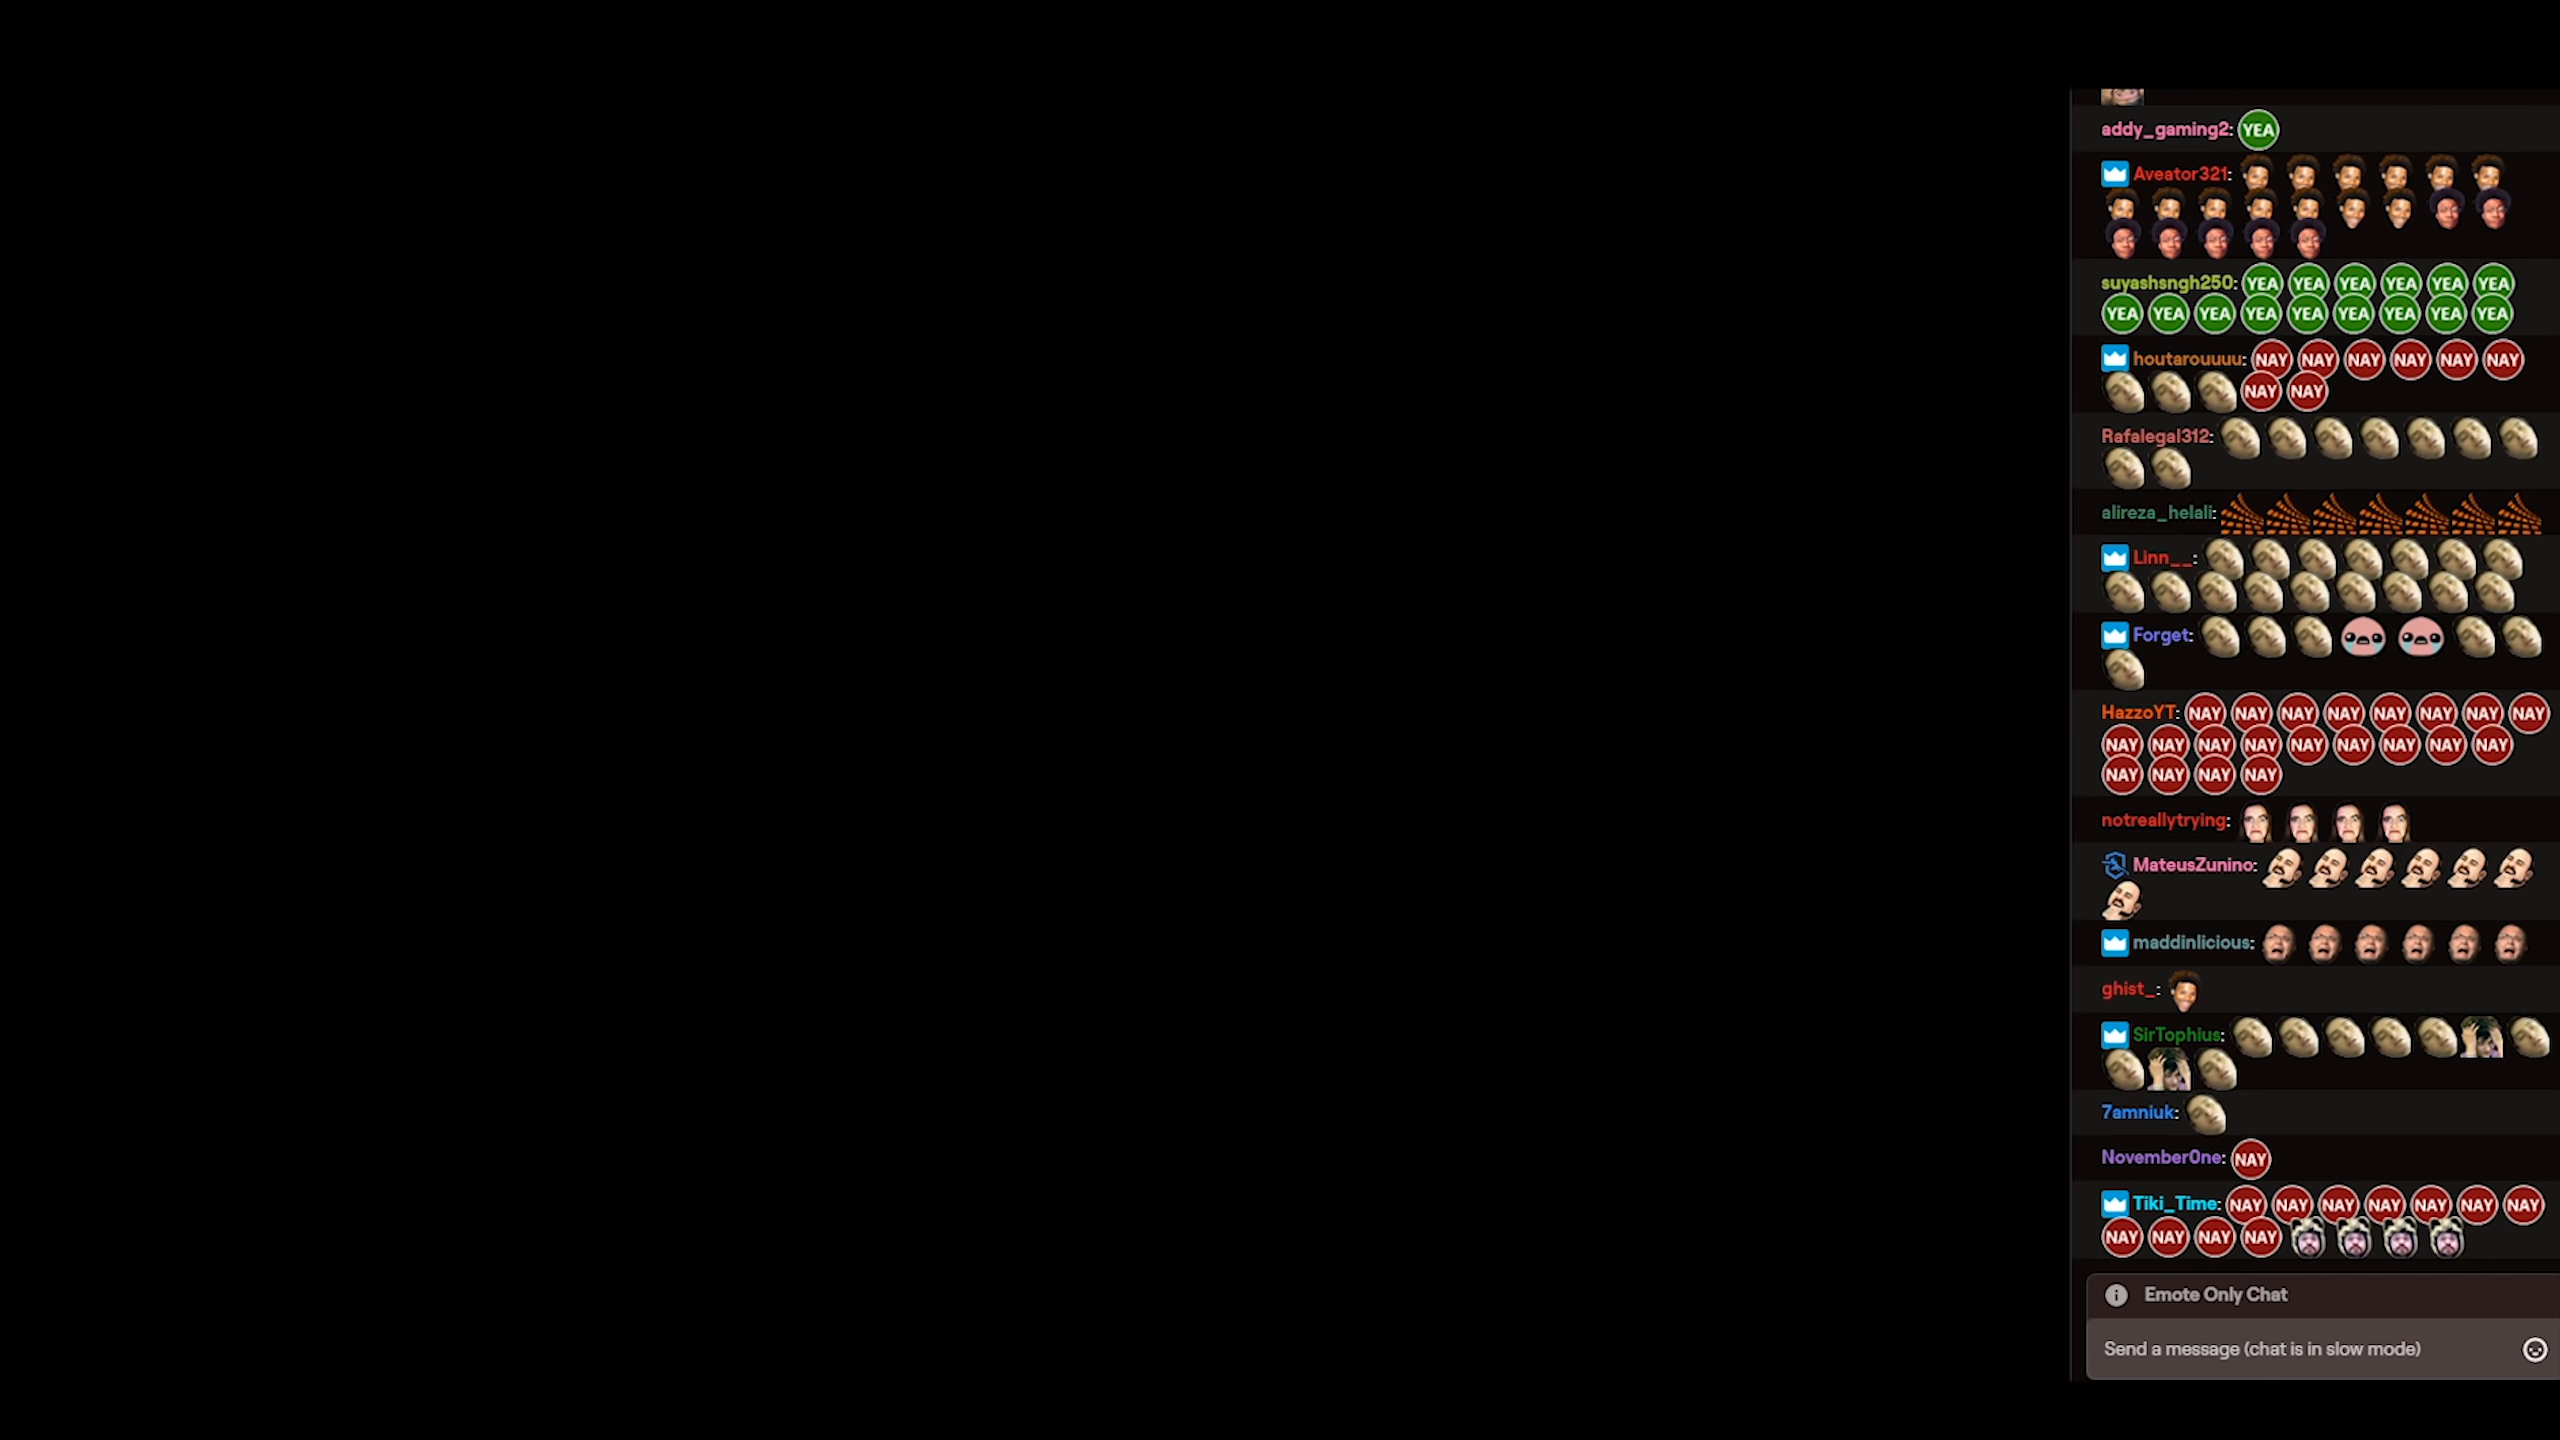 addy_gaming2: YEA
Aveator321:
suyashsngh250: YEA YEA YEA YEA YEA YEA
YEA YEA YEA YEA YEA YEA YEA YEA YEA
houtarouuuu: NAY NAY NAY NAY NAY NAY
NAY NAY
Rafalegal312:
alireza_helali:
Linn__:
Forget:
HazzoYT: NAY NAY NAY NAY NAY NAY NAY NAY
NAY NAY NAY NAY NAY NAY NAY NAY NAY
NAY NAY NAY NAY
notreallytrying:
MateusZunino:
maddinlicious:
ghist_:
SirTophius:
7amniuk:
November0ne: NAY
Tiki_Time: NAY NAY NAY NAY NAY NAY NAY
NAY NAY NAY NAY
Emote Only Chat
Send a message (chat is in slow mode)